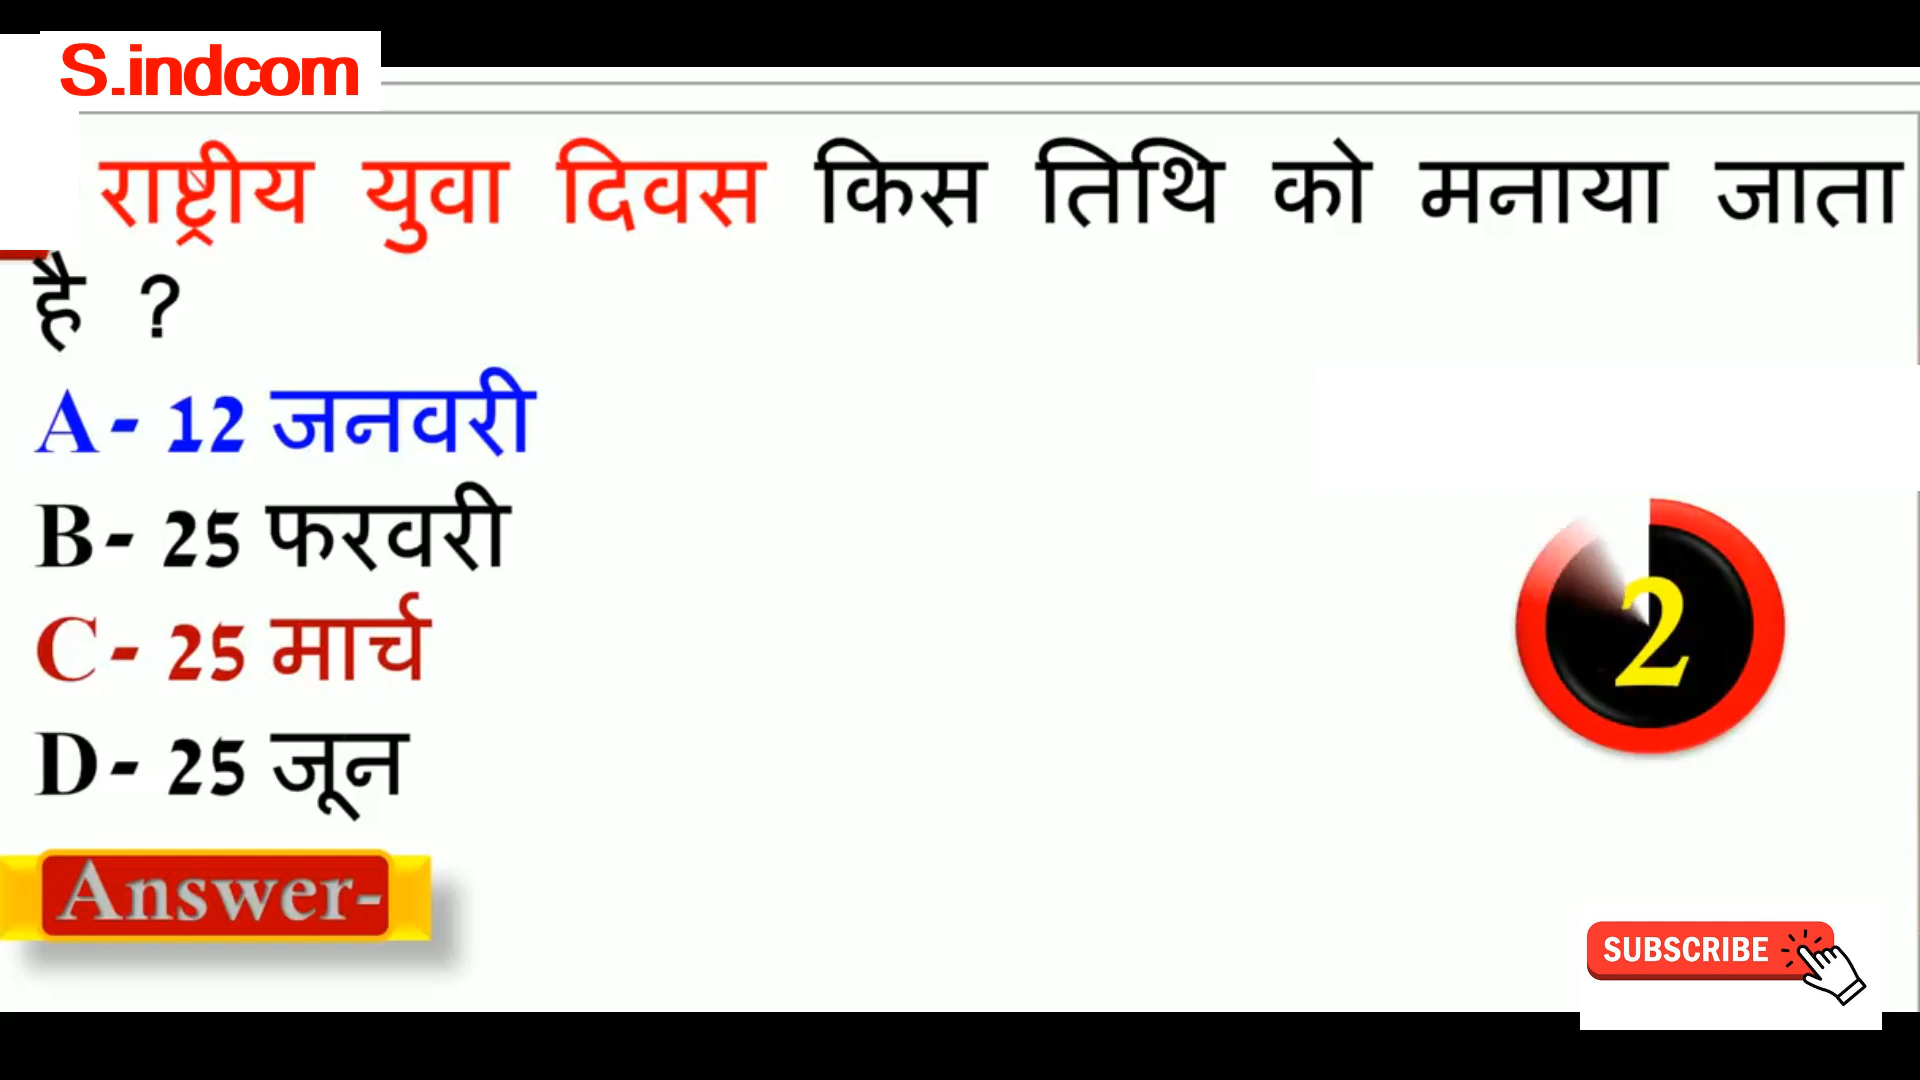 S.indcom
राष्ट्रीय युवा दिवस किस तिथि को मनाया जाता
है ?
A- 12 जनवरी
B- 25 फरवरी
C- 25 मार्च
D- 25 जून
2
Answer-
SUBSCRIBE